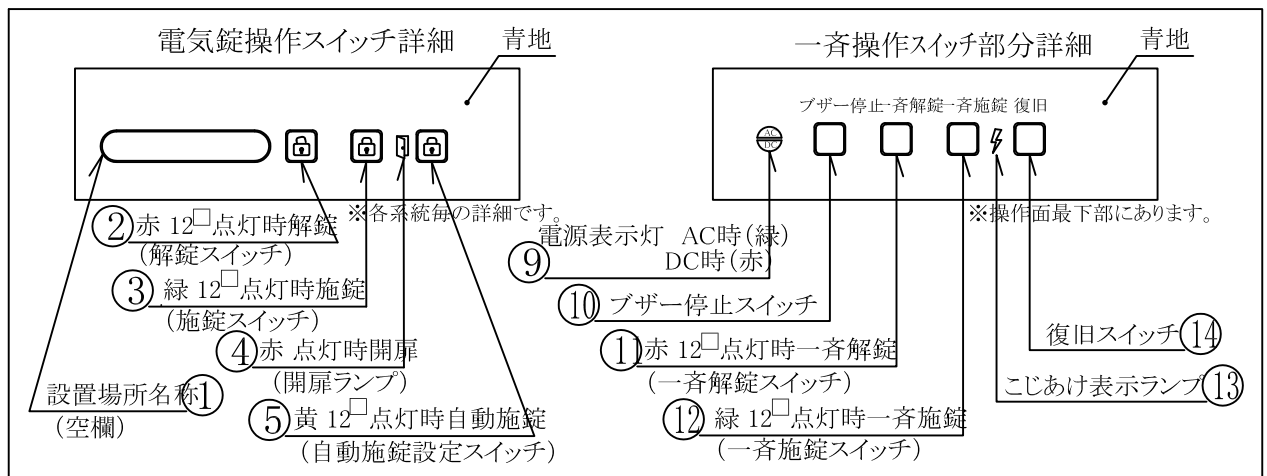 電気錠操作スイッチ詳細
青地
※各系統毎の詳細です。
② 赤 12□点灯時解錠
(解錠スイッチ)
③ 緑 12□点灯時施錠
(施錠スイッチ)
④ 赤 点灯時開扉
(開扉ランプ)
設置場所名称 ①
(空欄)
⑤ 黄 12□点灯時自動施錠
(自動施錠設定スイッチ)
一斉操作スイッチ部分詳細
青地
ブザー停止 一斉解錠 一斉施錠 復旧
AC
DC
※操作面最下部にあります。
⑨ 電源表示灯 AC時(緑)
DC時(赤)
⑩ ブザー停止スイッチ
⑪ 赤 12□点灯時一斉解錠
(一斉解錠スイッチ)
復旧スイッチ ⑭
こじあけ表示ランプ ⑬
⑫ 緑 12□点灯時一斉施錠
(一斉施錠スイッチ)